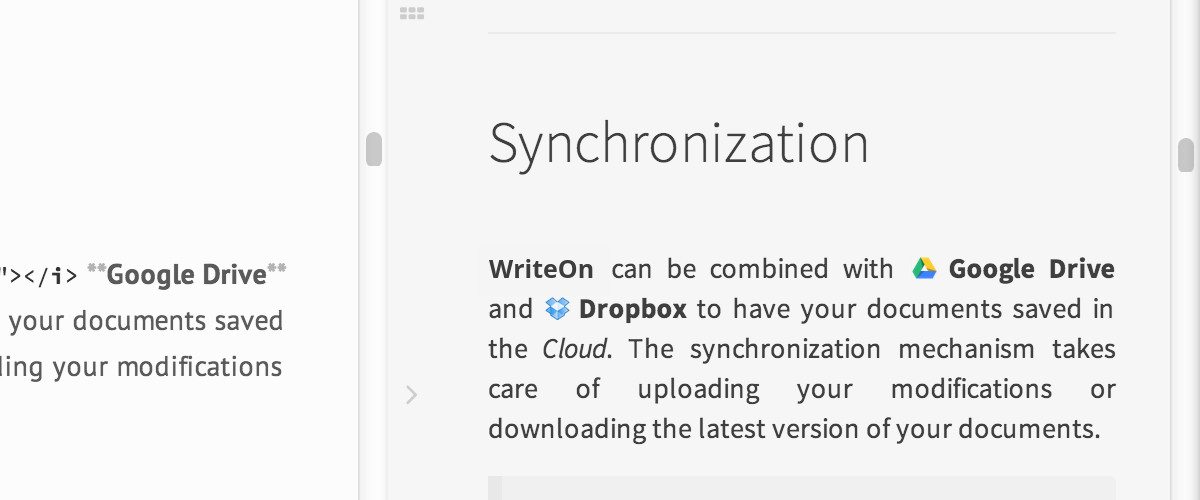 "></i> **Google Drive**
your documents saved
ling your modifications
Synchronization
WriteOn can be combined with Google Drive
and Dropbox to have your documents saved in
the Cloud. The synchronization mechanism takes
care of uploading your modifications or
downloading the latest version of your documents.